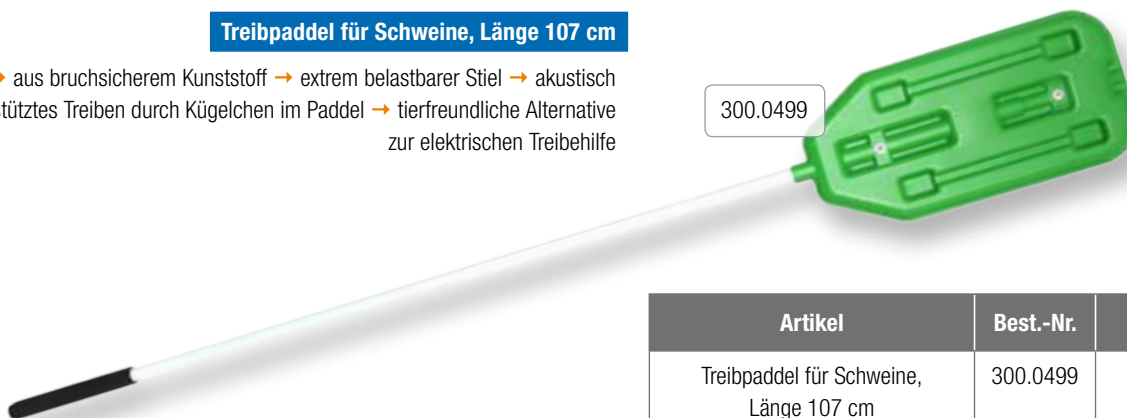 Treibpaddel für Schweine, Länge 107 cm
→ aus bruchsicherem Kunststoff → extrem belastbarer Stiel → akustisch
Treiben durch Kügelchen im Paddel → tierfreundliche Alternative
zur elektrischen Treibehilfe
300.0499
Artikel Best.-Nr.
Treibpaddel für Schweine, 300.0499
Länge 107 cm